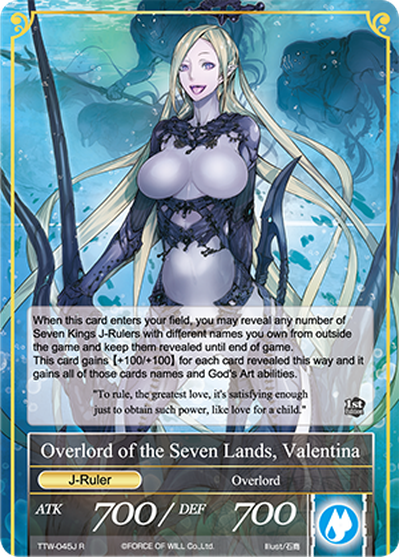 When this card enters your field, you may reveal any number of
Seven Kings J-Rulers with different names you own from outside
the game and keep them revealed until end of game.
This card gains 【+100/+100】 for each card revealed this way and it
gains all of those cards names and God's Art abilities.
"To rule, the greatest love, it's satisfying enough
just to obtain such power, like love for a child."
1st
Edition
Overlord of the Seven Lands, Valentina
J-Ruler
Overlord
ATK 700 / DEF 700
TTW-045J R
©FORCE OF WILL Co.,Ltd.
Illust/石商